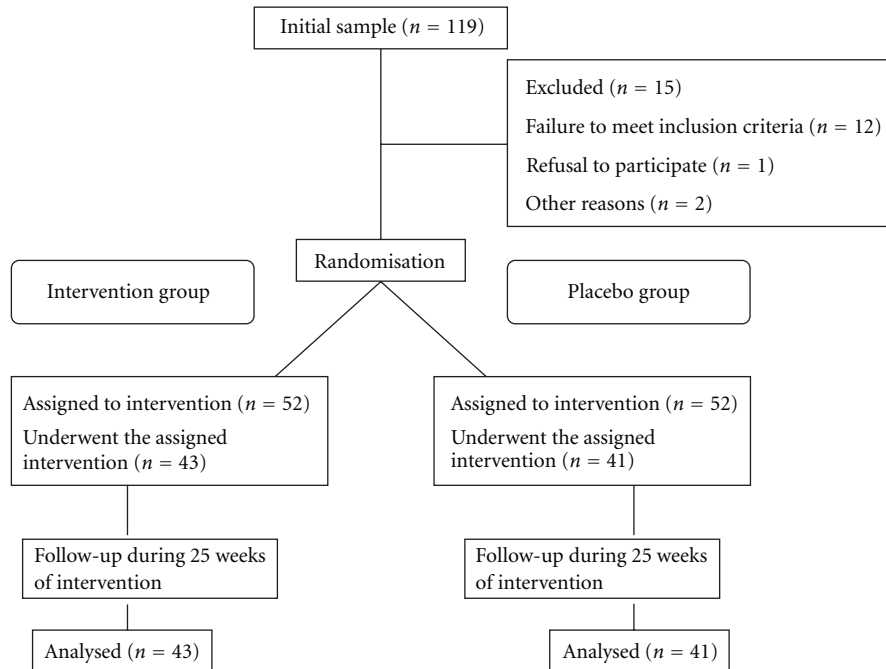 Initial sample (n = 119)
Excluded (n = 15)
Failure to meet inclusion criteria (n = 12)
Refusal to participate (n = 1)
Other reasons (n = 2)
Randomisation
Intervention group
Placebo group
Assigned to intervention (n = 52)
Underwent the assigned
intervention (n = 43)
Assigned to intervention (n = 52)
Underwent the assigned
intervention (n = 41)
Follow-up during 25 weeks
of intervention
Follow-up during 25 weeks
of intervention
Analysed (n = 43)
Analysed (n = 41)